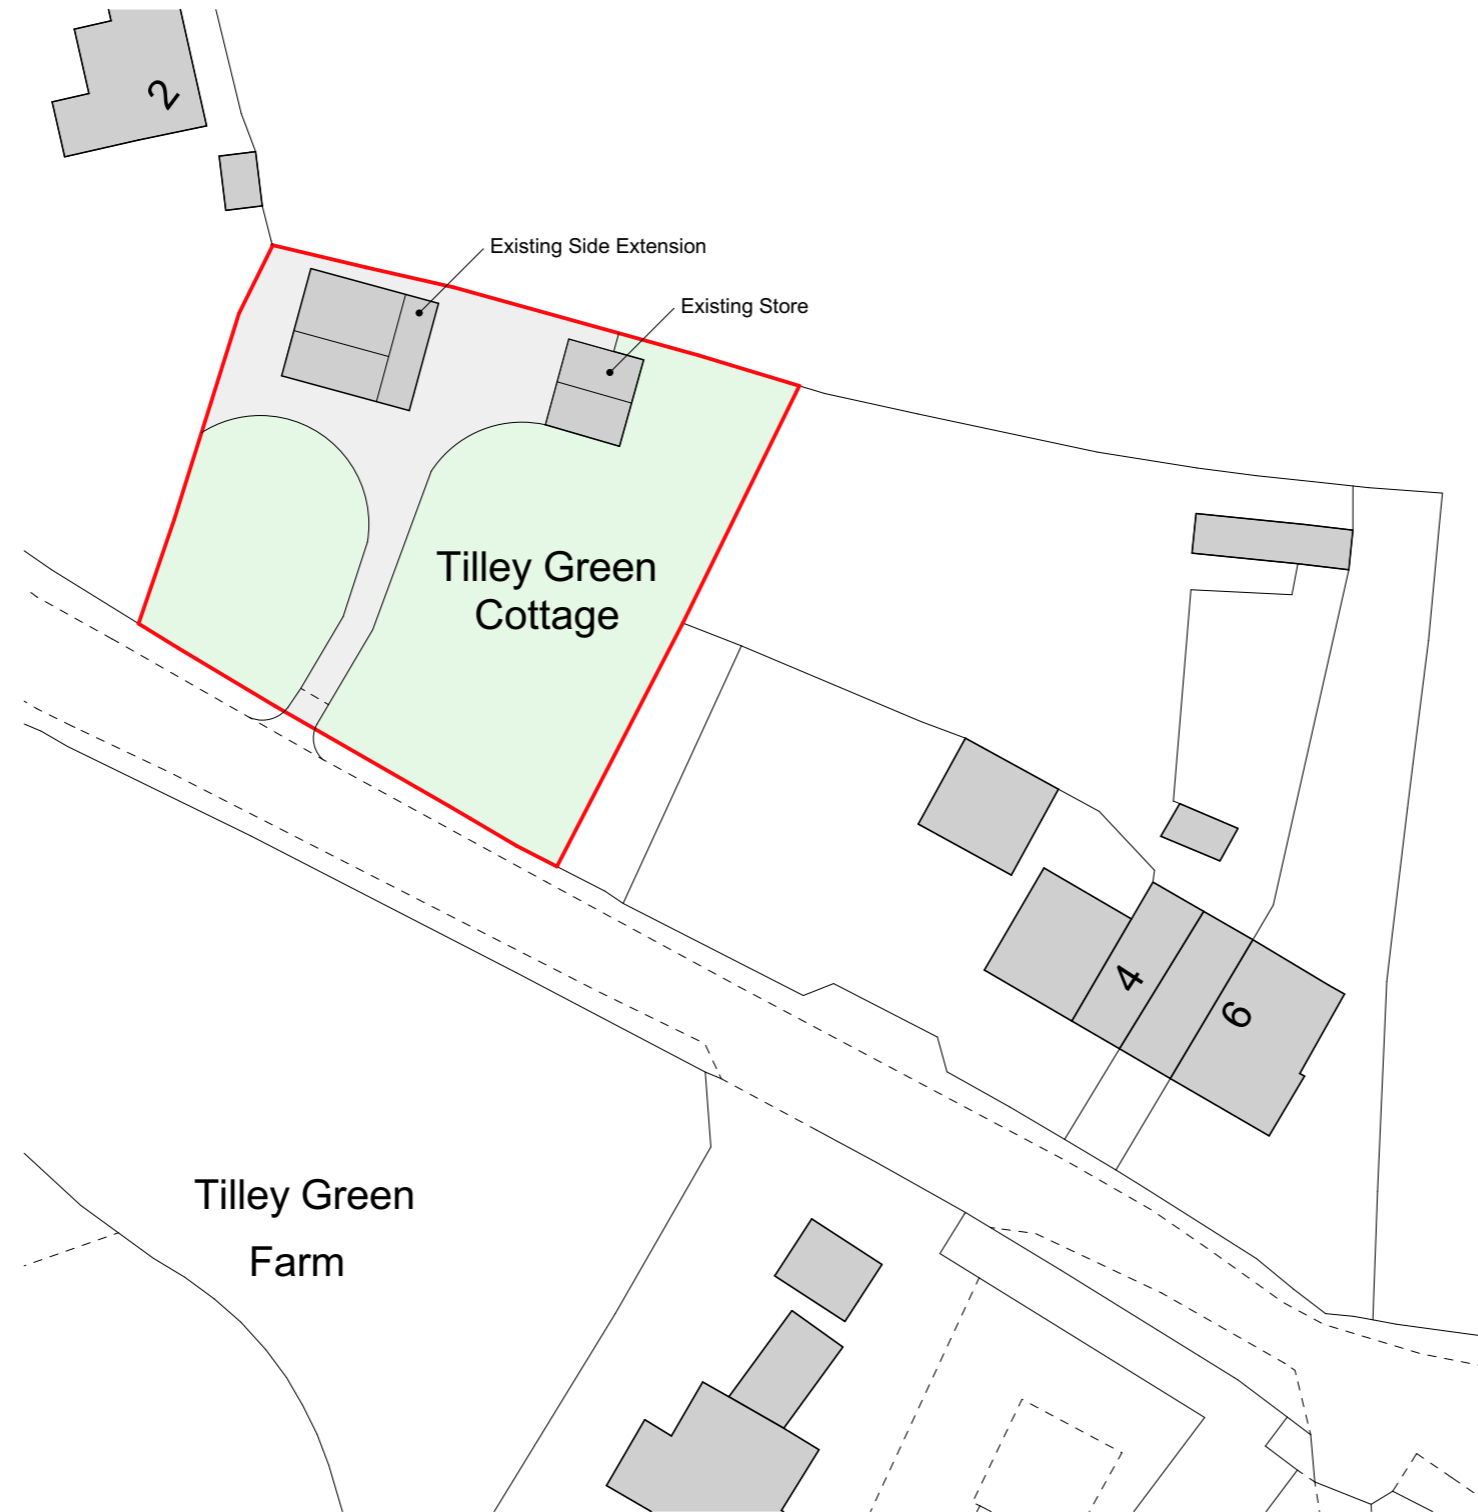 2
Existing Side Extension
Existing Store
Tilley Green
Cottage
4
6
Tilley Green
Farm